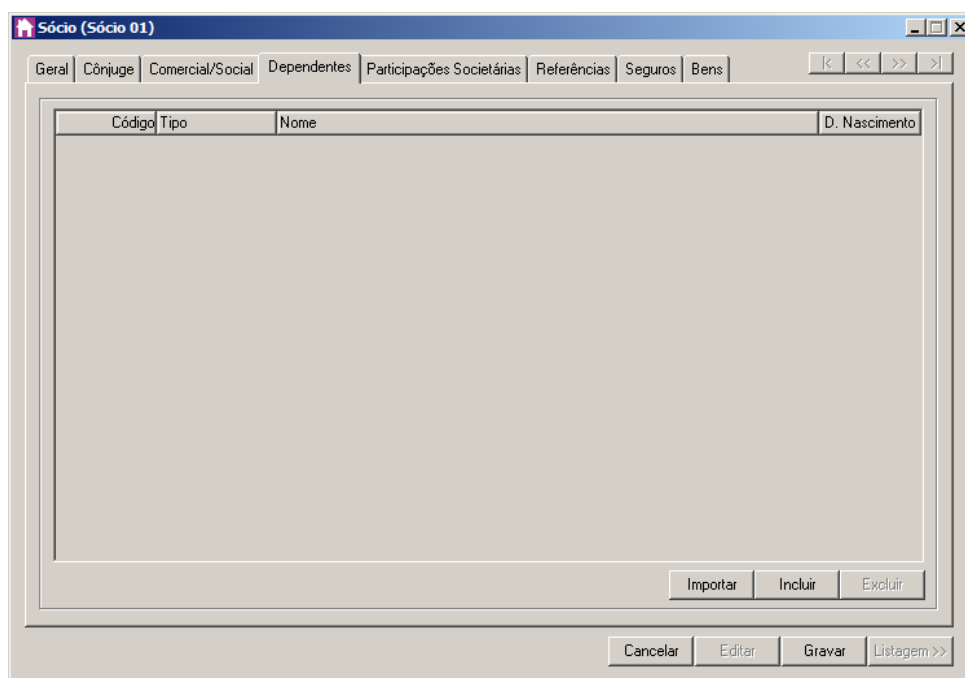 Sócio (Sócio 01)
Geral Cônjuge Comercial/Social Dependentes Participações Societárias Referências Seguros Bens |< << >> >|
Código Tipo Nome D. Nascimento
Importar Incluir Excluir
Cancelar Editar Gravar Listagem >>